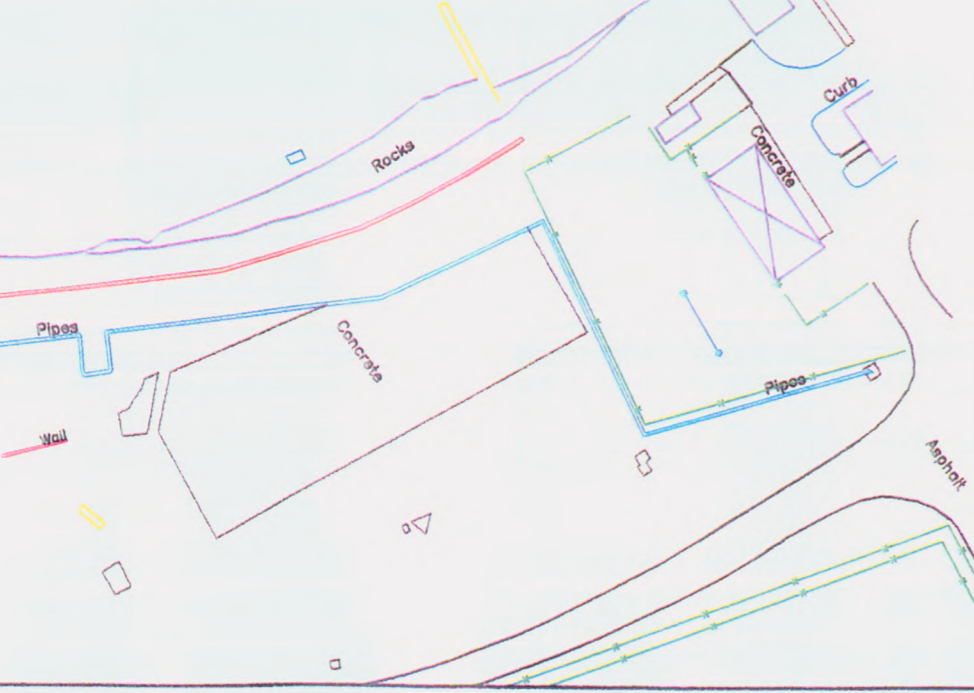 Curb
Rocks
Concrete
Pipes
Concrete
Pipes
Wall
Asphalt